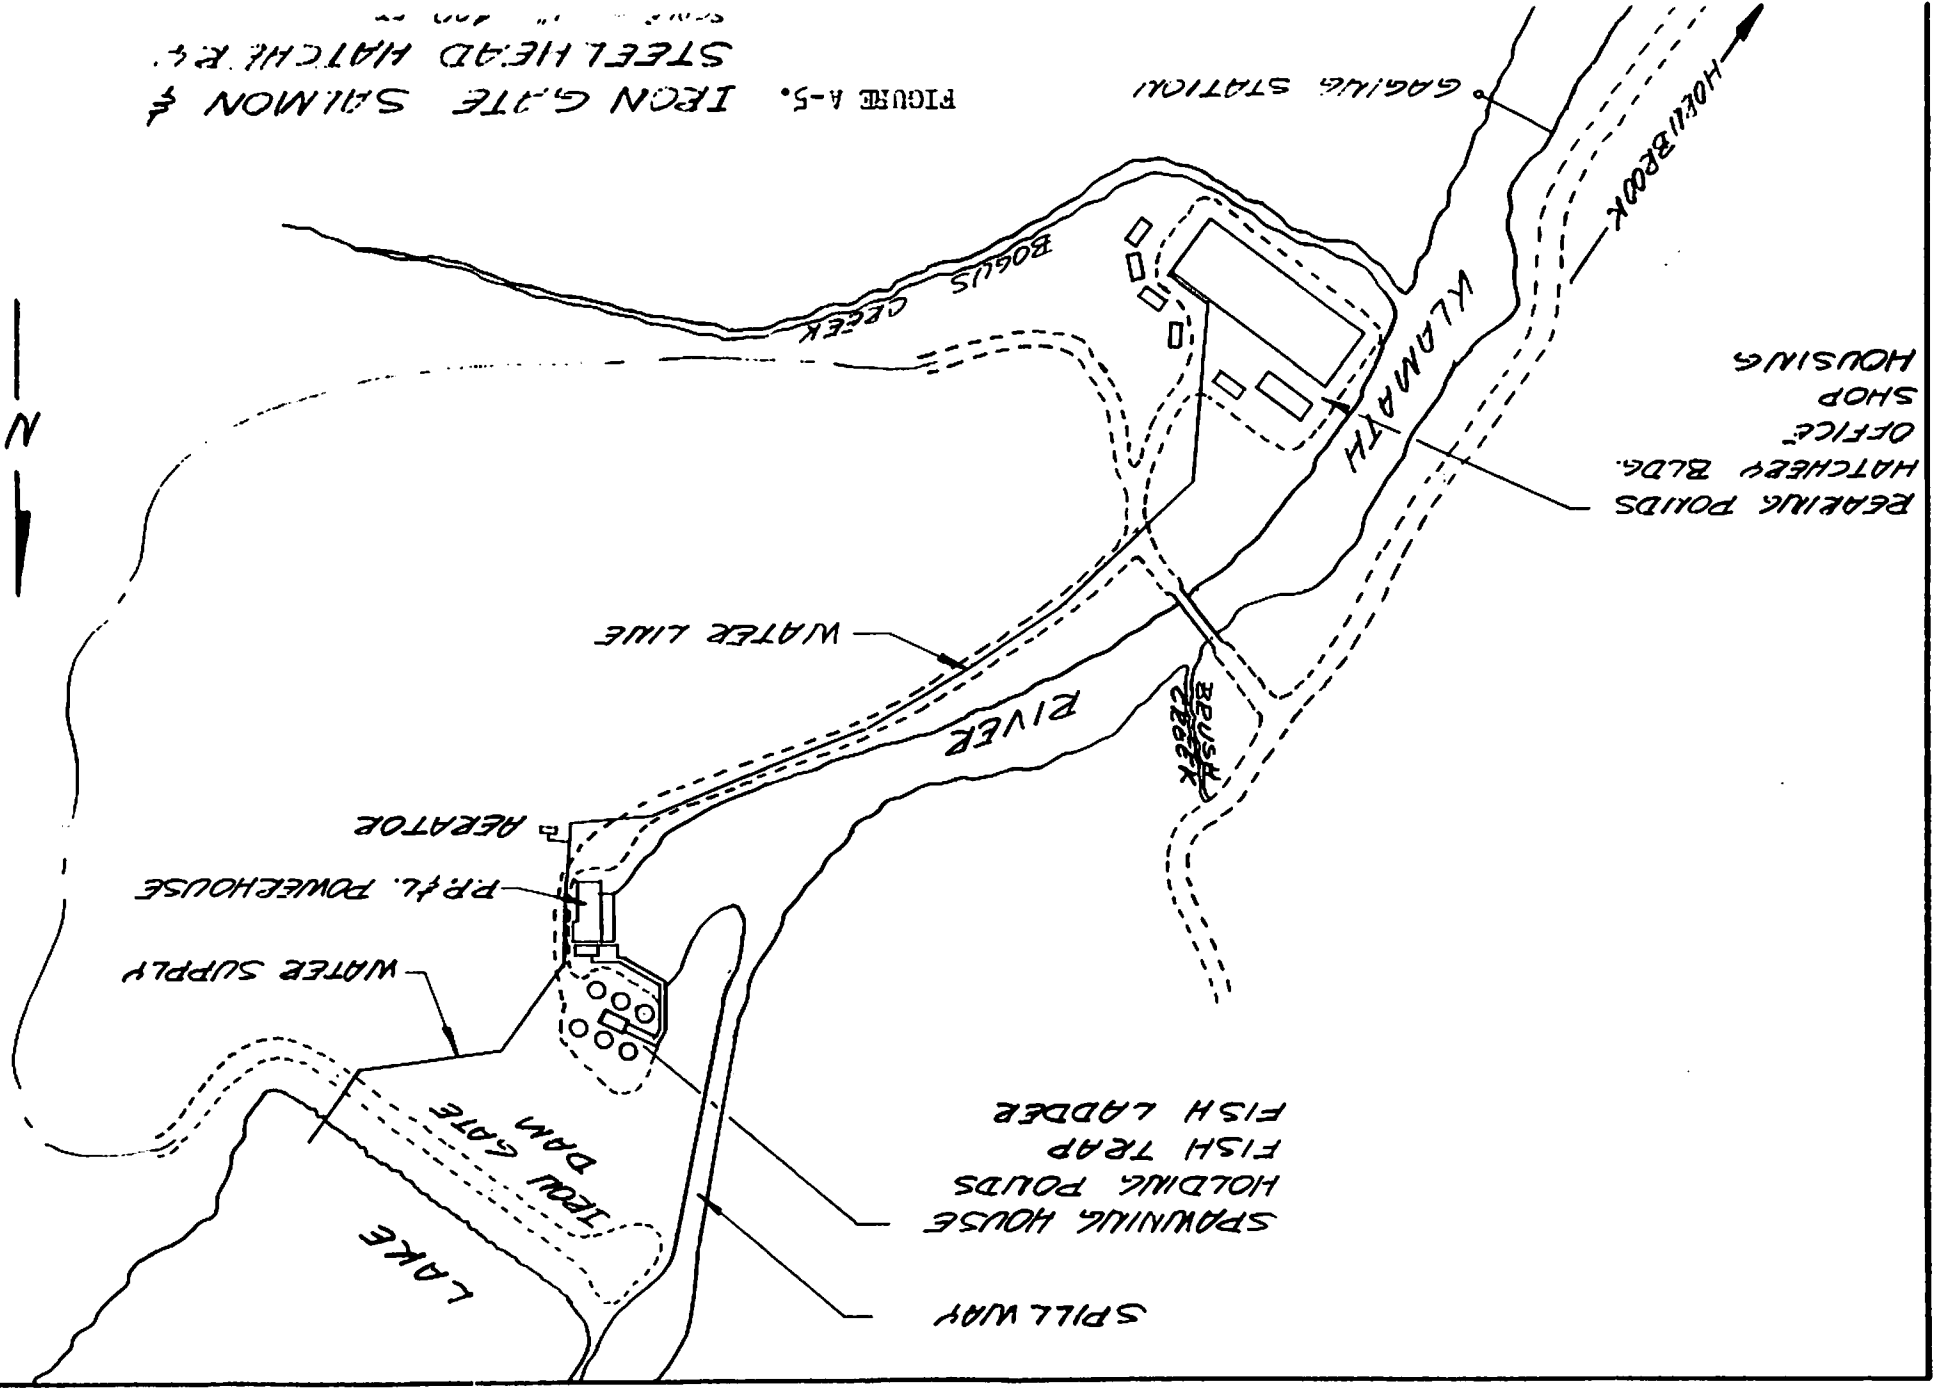 SPILLWAY
LAKE
SPAWNING HOUSE
HOLDING PONDS
FISH TRAP
FISH LADDER
IRON GATE
DAM
WATER SUPPLY
P.P.&L. POWERHOUSE
AERATOR
BRUSH
CREEK
RIVER
WATER LINE
REARING PONDS
HATCHERY BLDG.
OFFICE
SHOP
HOUSING
KLAMATH
N
BOGUS CREEK
HORNBROOK
GAGING STATION
FIGURE A-5. IRON GATE SALMON &
STEELHEAD HATCHERY